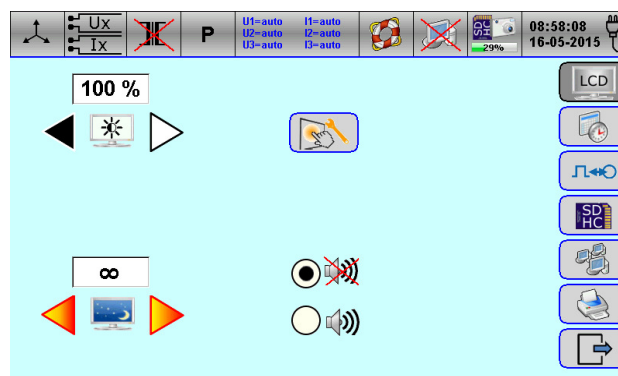 Ux
Ix
P
U1=auto I1=auto
U2=auto I2=auto
U3=auto I3=auto
SD
HC
29%
08:58:08
16-05-2015
100 %
LCD
SD
HC
∞